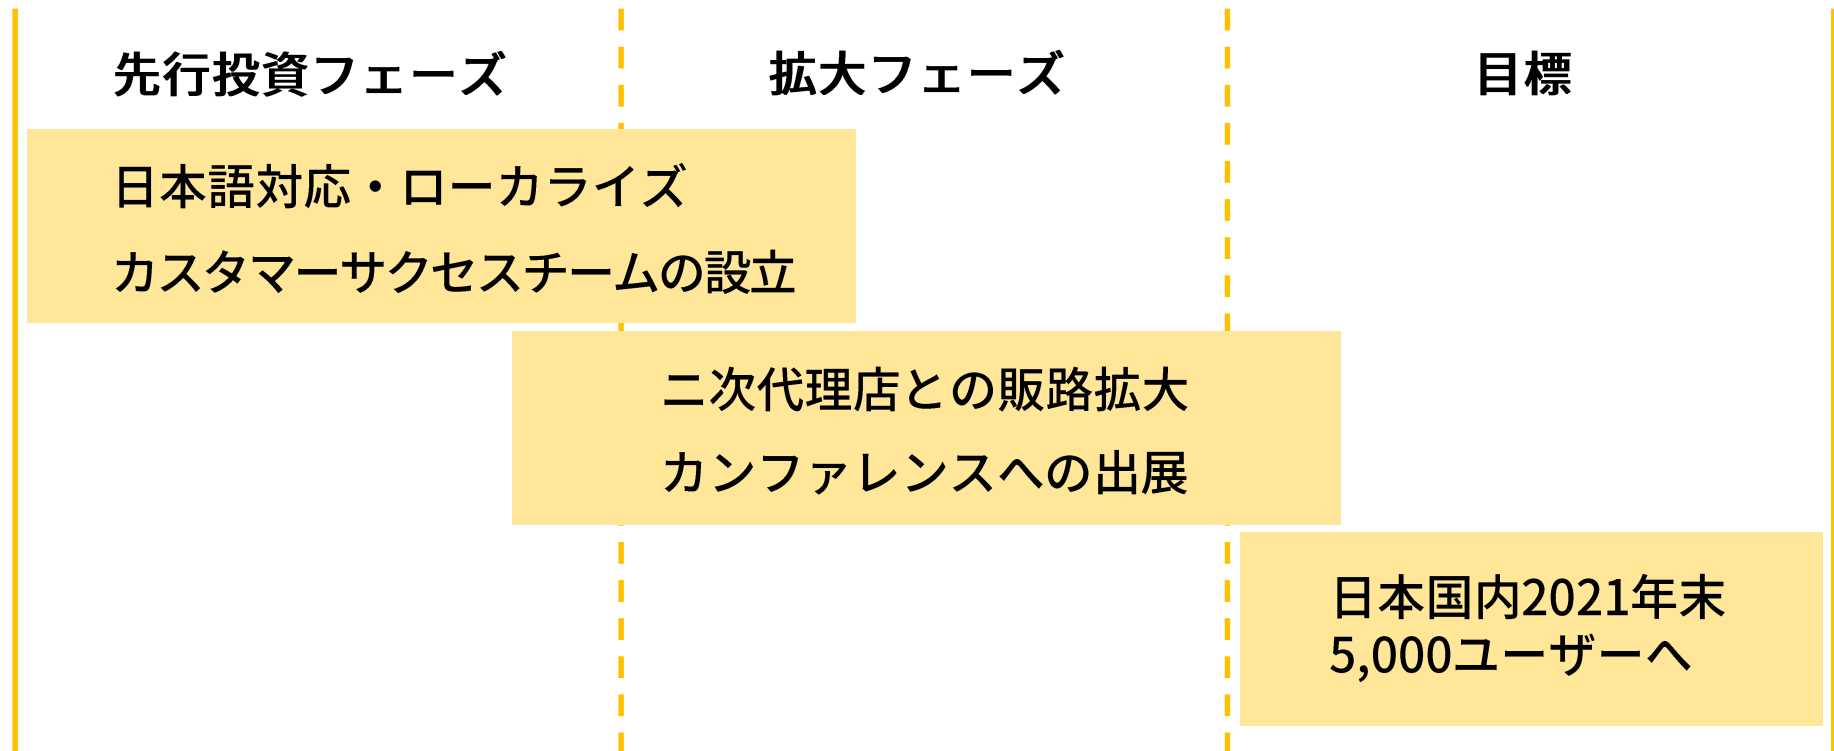 先行投資フェーズ
拡大フェーズ
目標
日本語対応・ローカライズ
カスタマーサクセスチームの設立
二次代理店との販路拡大
カンファレンスへの出展
日本国内2021年末
5,000ユーザーへ